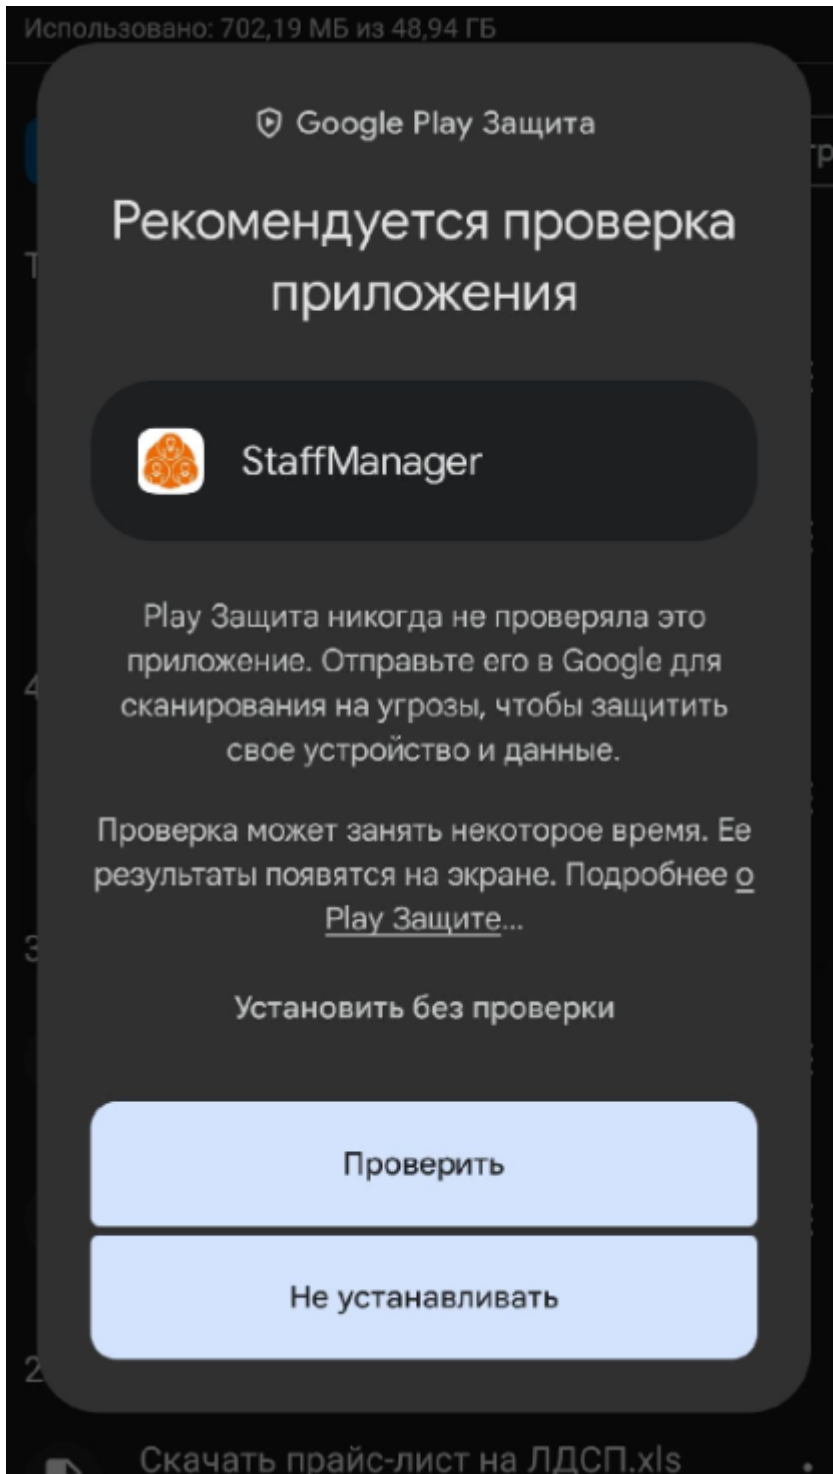 Использовано: 702,19 МБ из 48,94 ГБ
Google Play Защита
Рекомендуется проверка
приложения
StaffManager
Play Защита никогда не проверяла это
приложение. Отправьте его в Google для
сканирования на угрозы, чтобы защитить
свое устройство и данные.
Проверка может занять некоторое время. Ее
результаты появятся на экране. Подробнее о
Play Защите...
Установить без проверки
Проверить
Не устанавливать
Скачать прайс-лист на ЛДСП.xls